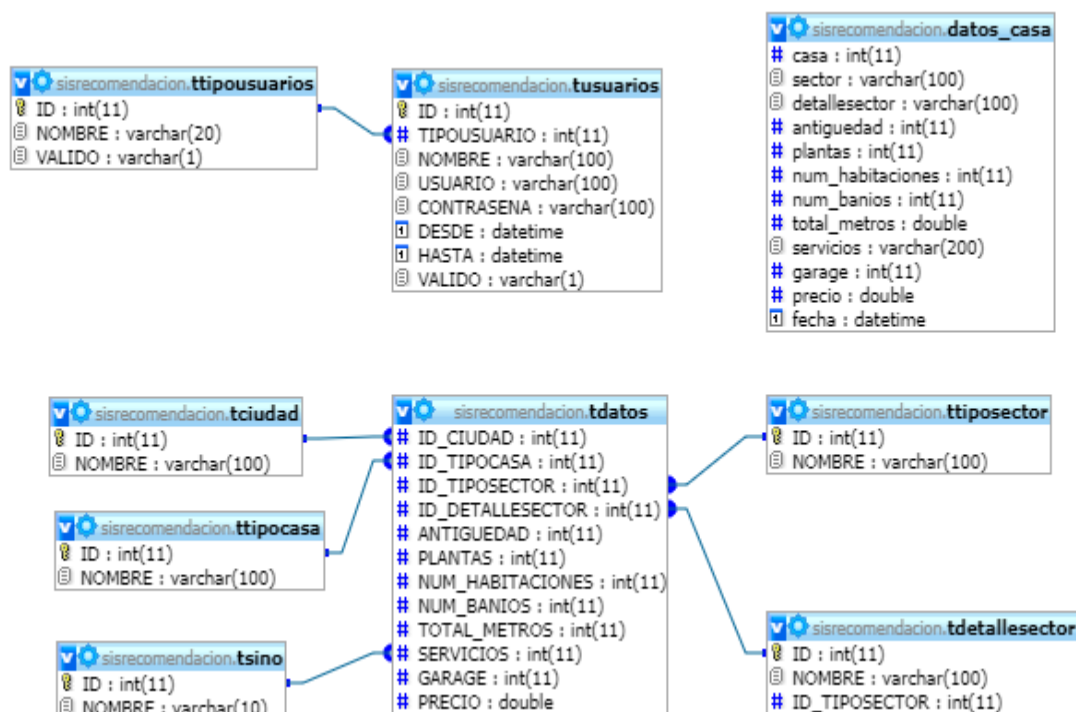 sisrecomendacion.ttipousuarios
ID : int(11)
NOMBRE : varchar(20)
VALIDO : varchar(1)
sisrecomendacion.tusuarios
ID : int(11)
# TIPOUSUARIO : int(11)
NOMBRE : varchar(100)
USUARIO : varchar(100)
CONTRASENA : varchar(100)
DESDE : datetime
HASTA : datetime
VALIDO : varchar(1)
sisrecomendacion.datos_casa
# casa : int(11)
sector : varchar(100)
detallesector : varchar(100)
# antiguedad : int(11)
# plantas : int(11)
# num_habitaciones : int(11)
# num_banios : int(11)
# total_metros : double
servicios : varchar(200)
# garage : int(11)
# precio : double
fecha : datetime
sisrecomendacion.tciudad
ID : int(11)
NOMBRE : varchar(100)
sisrecomendacion.ttipocasa
ID : int(11)
NOMBRE : varchar(100)
sisrecomendacion.tsino
ID : int(11)
NOMBRE : varchar(10)
sisrecomendacion.tdatos
# ID_CIUDAD : int(11)
# ID_TIPOCASA : int(11)
# ID_TIPOSECTOR : int(11)
# ID_DETALLESECTOR : int(11)
# ANTIGUEDAD : int(11)
# PLANTAS : int(11)
# NUM_HABITACIONES : int(11)
# NUM_BANIOS : int(11)
# TOTAL_METROS : int(11)
# SERVICIOS : int(11)
# GARAGE : int(11)
# PRECIO : double
sisrecomendacion.ttiposector
ID : int(11)
NOMBRE : varchar(100)
sisrecomendacion.tdetallesector
ID : int(11)
NOMBRE : varchar(100)
# ID_TIPOSECTOR : int(11)